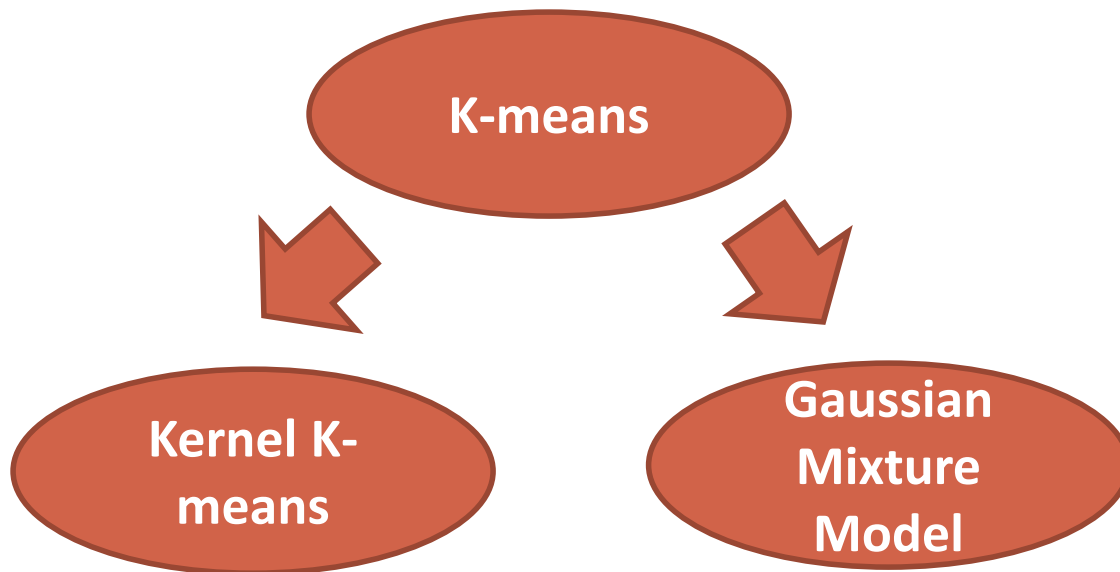 K-means
Kernel K-
means
Gaussian
Mixture
Model